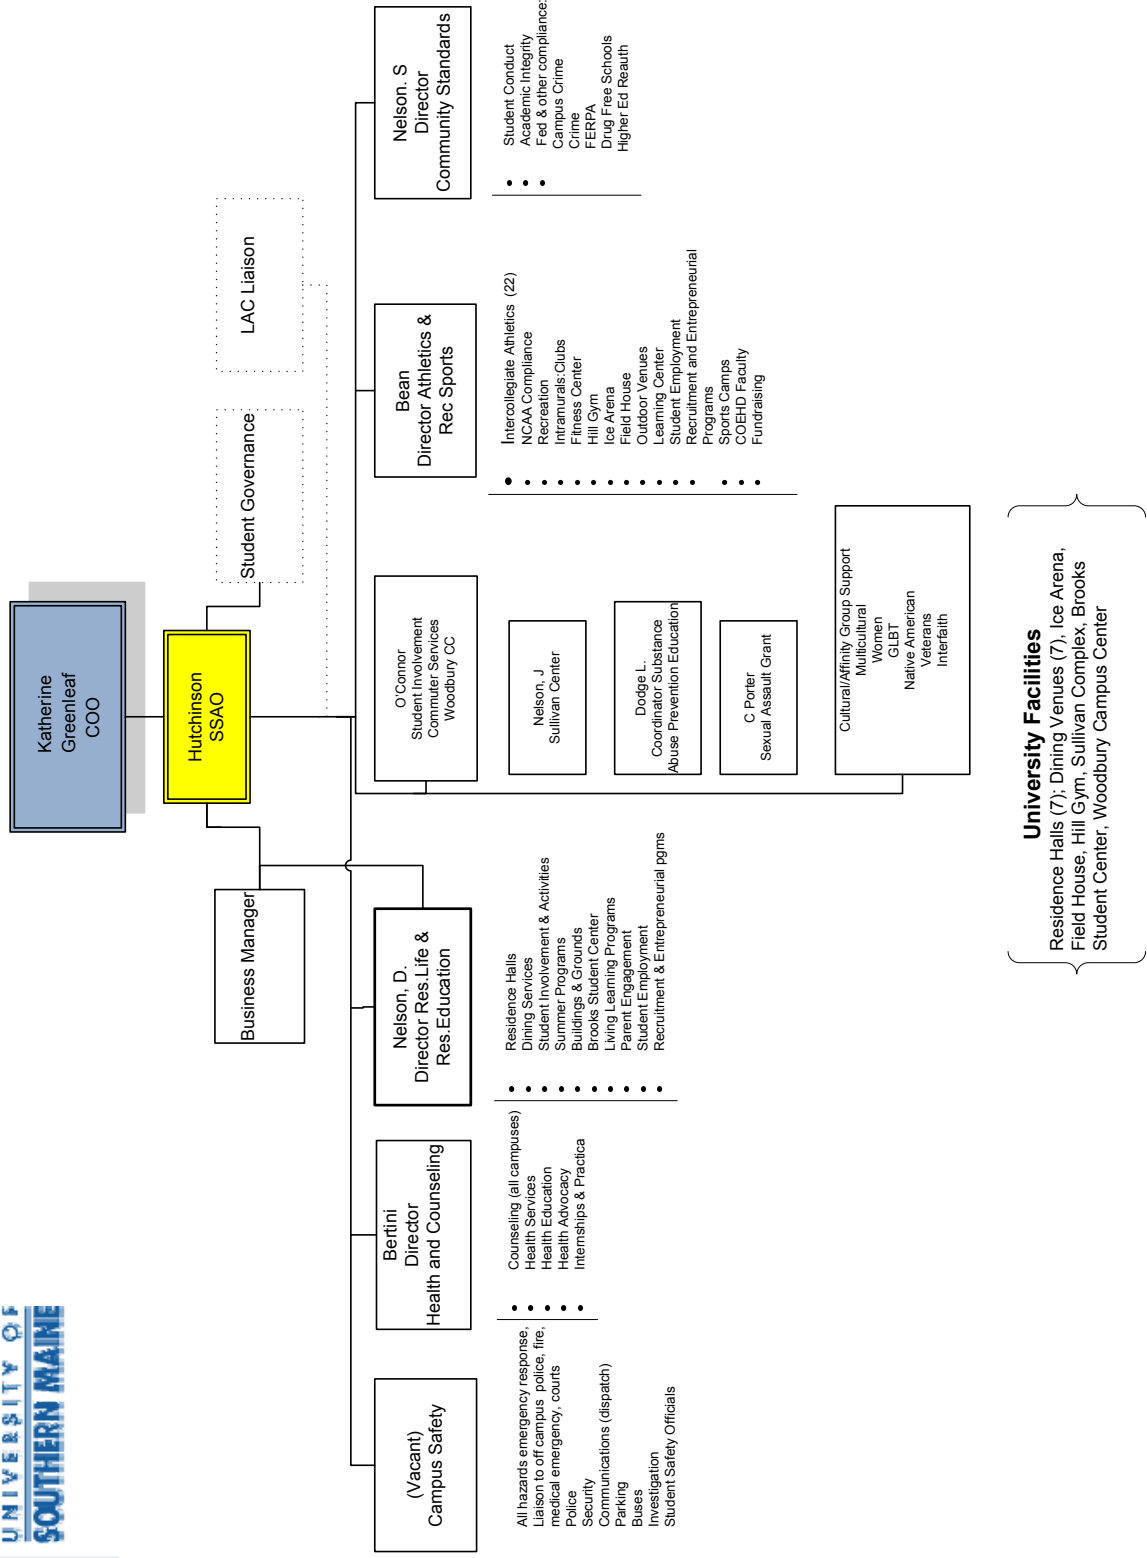 UNIVERSITY OF
SOUTHERN MAINE
Katherine
Greenleaf
COO
Hutchinson
SSAO
Business Manager
Student Governance
LAC Liaison
(Vacant)
Campus Safety
All hazards emergency response,
Liaison to off campus police, fire,
medical emergency, courts
Police
Security
Communications (dispatch)
Parking
Buses
Investigation
Student Safety Officials
Bertini
Director
Health and Counseling
• Counseling (all campuses)
• Health Services
• Health Education
• Health Advocacy
• Internships & Practica
Nelson, D.
Director Res.Life &
Res.Education
• Residence Halls
• Dining Services
• Student Involvement & Activities
• Summer Programs
• Buildings & Grounds
• Brooks Student Center
• Living Learning Programs
• Parent Engagement
• Student Employment
• Recruitment & Entrepreneurial pgms
O'Connor
Student Involvement
Commuter Services
Woodbury CC
Nelson, J
Sullivan Center
Dodge L.
Coordinator Substance
Abuse Prevention Education
C Porter
Sexual Assault Grant
Cultural/Affinity Group Support
Multicultural
Women
GLBT
Native American
Veterans
Interfaith
Bean
Director Athletics &
Rec Sports
• Intercollegiate Athletics (22)
• NCAA Compliance
• Recreation
• Intramurals:Clubs
• Fitness Center
• Hill Gym
• Ice Arena
• Field House
• Outdoor Venues
• Learning Center
• Student Employment
• Recruitment and Entrepreneurial
Programs
• Sports Camps
• COEHD Faculty
• Fundraising
Nelson. S
Director
Community Standards
• Student Conduct
• Academic Integrity
• Fed & other compliance:
Campus Crime
Crime
FERPA
Drug Free Schools
Higher Ed Reauth
University Facilities
Residence Halls (7); Dining Venues (7), Ice Arena,
Field House, Hill Gym, Sullivan Complex, Brooks
Student Center, Woodbury Campus Center